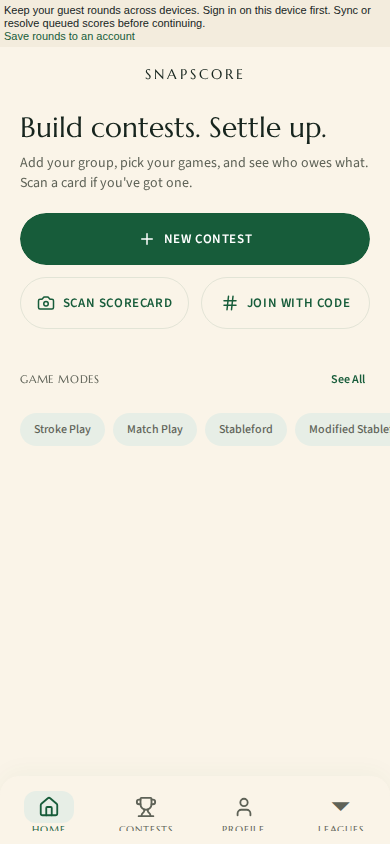 Keep your guest rounds across devices. Sign in on this device first. Sync or
resolve queued scores before continuing.
Save rounds to an account
SNAPSCORE
Build contests. Settle up.
Add your group, pick your games, and see who owes what.
Scan a card if you've got one.
NEW CONTEST
SCAN SCORECARD
JOIN WITH CODE
GAME MODES
See All
Stroke Play
Match Play
Stableford
Modified Stable
HOME
CONTESTS
PROFILE
LEAGUES